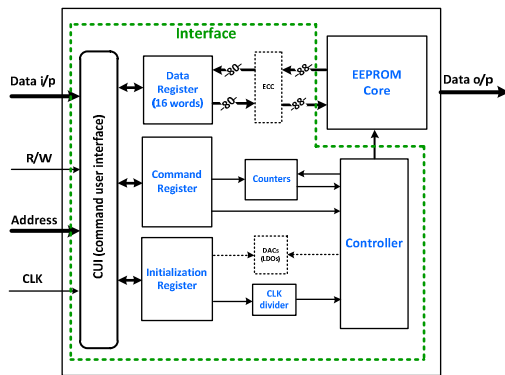 Interface
Data i/p
R/W
Address
CLK
CUI (command user interface)
Data
Register
(16 words)
-80-
-80-
ECC
-88-
-88-
EEPROM
Core
Data o/p
Command
Register
Counters
Controller
Initialization
Register
DACs
(LDOs)
CLK
divider